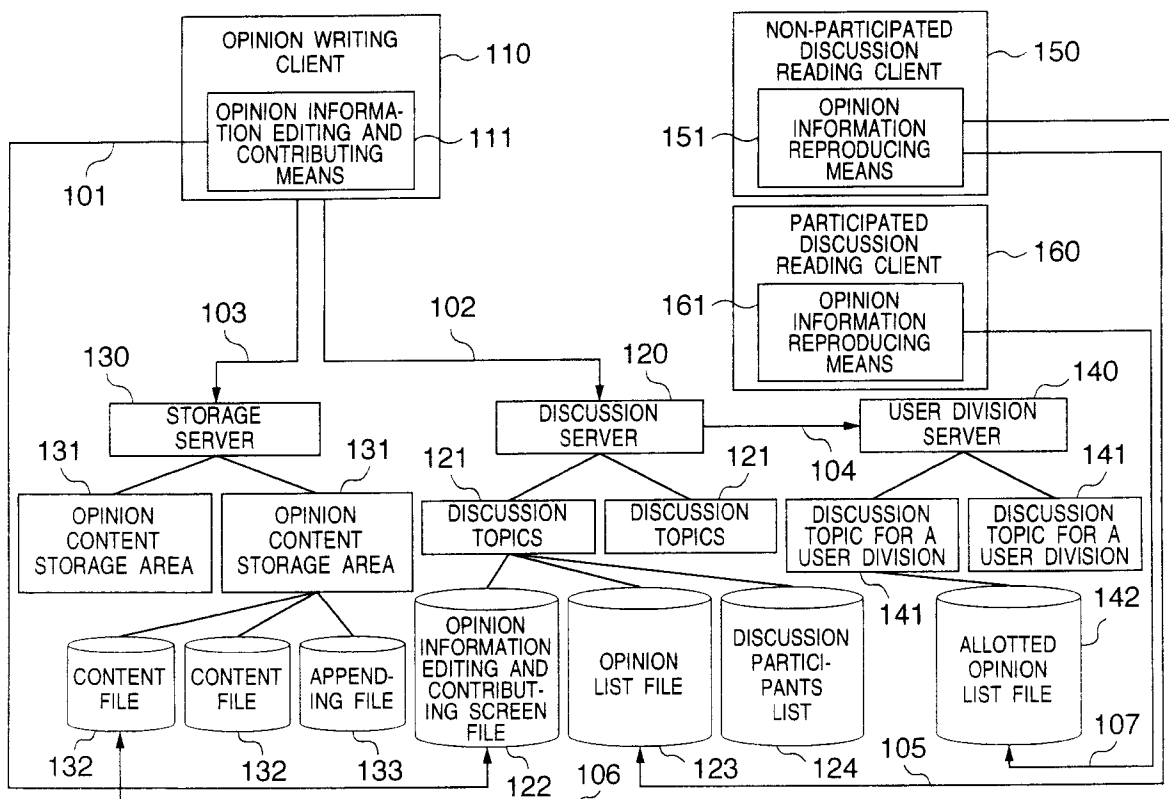 OPINION WRITING
CLIENT
110
OPINION INFORMA-
TION EDITING AND
CONTRIBUTING
MEANS
111
101
NON-PARTICIPATED
DISCUSSION
READING CLIENT
150
OPINION
INFORMATION
REPRODUCING
MEANS
151
PARTICIPATED
DISCUSSION
READING CLIENT
160
161
OPINION
INFORMATION
REPRODUCING
MEANS
103
102
130
STORAGE
SERVER
120
DISCUSSION
SERVER
104
140
USER DIVISION
SERVER
131
OPINION
CONTENT
STORAGE AREA
131
OPINION
CONTENT
STORAGE AREA
121
DISCUSSION
TOPICS
121
DISCUSSION
TOPICS
DISCUSSION
TOPIC FOR A
USER DIVISION
141
141
DISCUSSION
TOPIC FOR A
USER DIVISION
CONTENT
FILE
132
CONTENT
FILE
132
APPEND-
ING FILE
133
OPINION
INFORMATION
EDITING AND
CONTRIBUT-
ING SCREEN
FILE
122
OPINION
LIST FILE
123
DISCUSSION
PARTICI-
PANTS
LIST
124
ALLOTTED
OPINION
LIST FILE
142
107
105
106